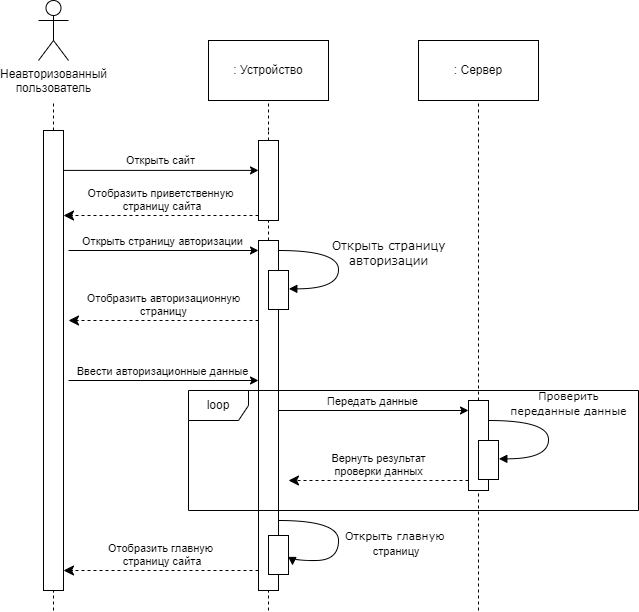 Неавторизованный
пользователь
: Устройство
: Сервер
Открыть сайт
Отобразить приветственную
страницу сайта
Открыть страницу авторизации
Открыть страницу
авторизации
Отобразить авторизационную
страницу
Ввести авторизационные данные
loop
Передать данные
Проверить
переданные данные
Вернуть результат
проверки данных
Открыть главную
страницу
Отобразить главную
страницу сайта